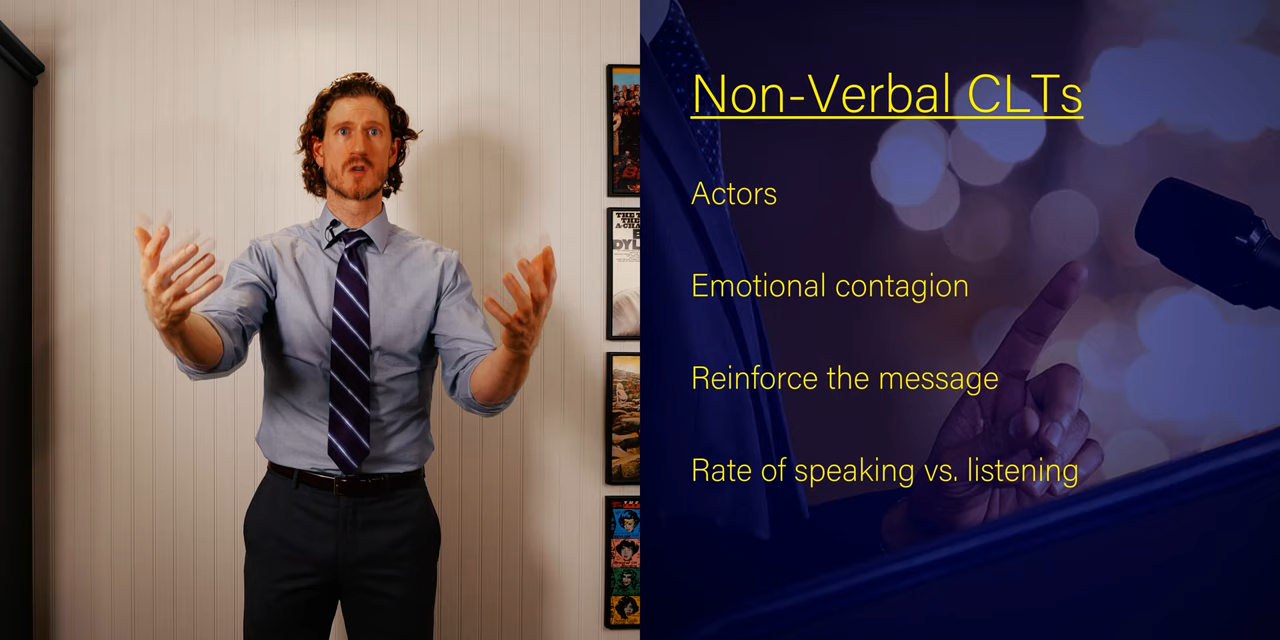 Non-Verbal CLTs
Actors
Emotional contagion
Reinforce the message
Rate of speaking vs. listening